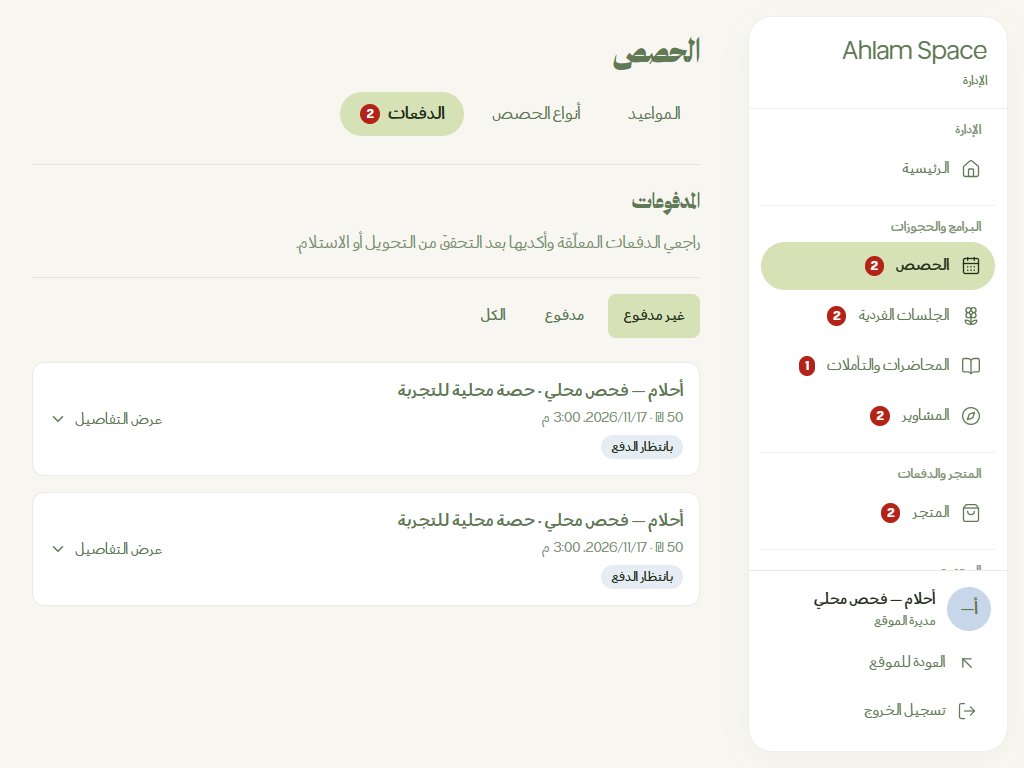 Ahlam Space
الإدارة
الإدارة
الرئيسية
البرامج والحجوزات
الحصص 2
الجلسات الفردية 2
المحاضرات والتأملات 1
المشاوير 2
المتجر والدفعات
المتجر 2
أ—
أحلام — فحص محلي
مديرة الموقع
العودة للموقع
تسجيل الخروج
الحصص
المواعيد
أنواع الحصص
الدفعات 2
المدفوعات
راجعي الدفعات المعلّقة وأكديها بعد التحقق من التحويل أو الاستلام.
غير مدفوع
مدفوع
الكل
أحلام — فحص محلي · حصة محلية للتجربة
50 ₪ · 2026/11/17، 3:00 م
بانتظار الدفع
عرض التفاصيل
أحلام — فحص محلي · حصة محلية للتجربة
50 ₪ · 2026/11/17، 3:00 م
بانتظار الدفع
عرض التفاصيل